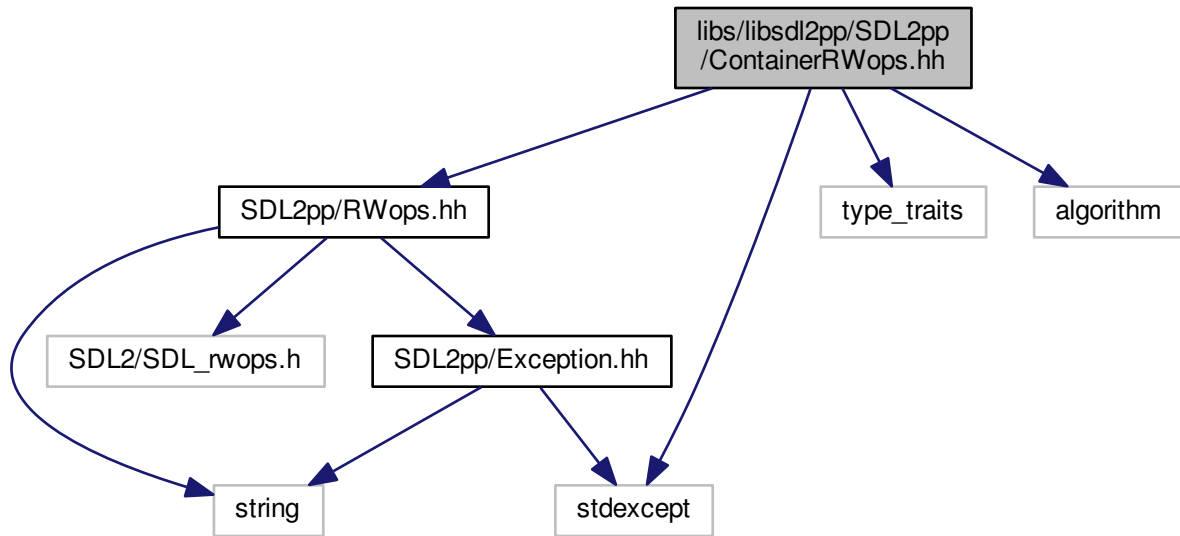 libs/libsdl2pp/SDL2pp
/ContainerRWops.hh
SDL2pp/RWops.hh
type_traits
algorithm
SDL2/SDL_rwops.h
SDL2pp/Exception.hh
string
stdexcept